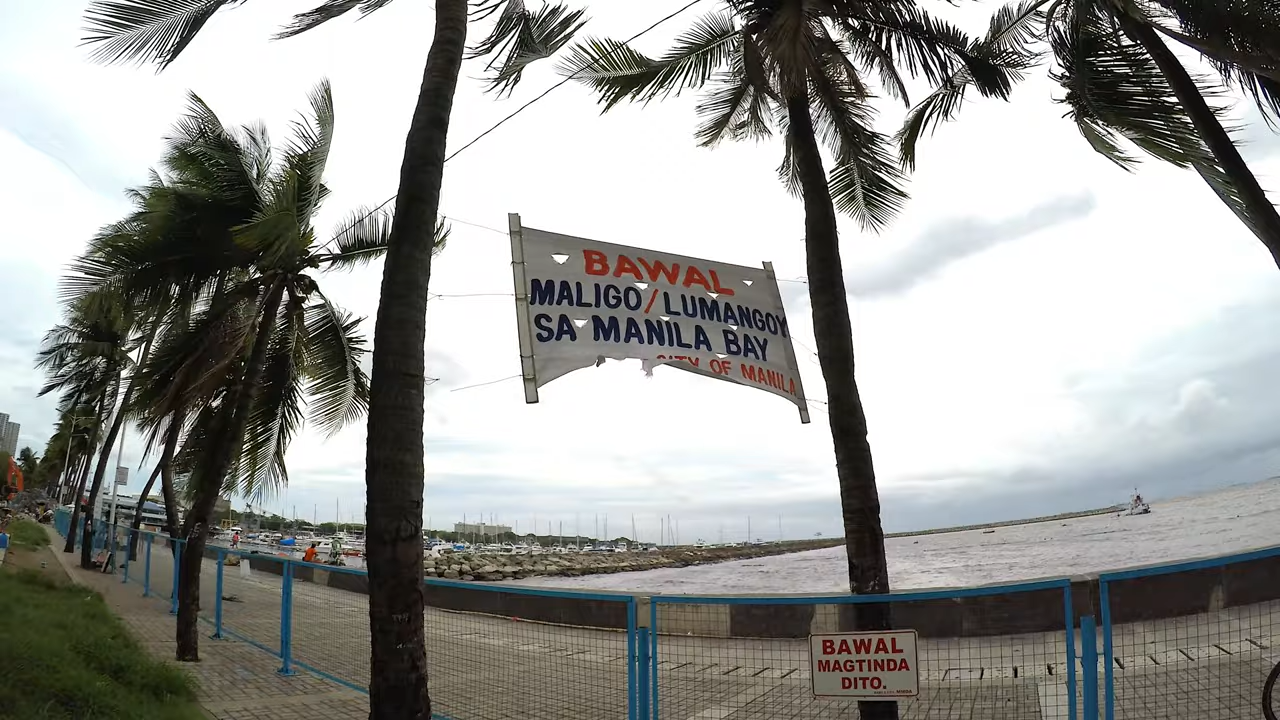 BAWAL
MALIGO/LUMANGOY
SA MANILA BAY
CITY OF MANILA
BAWAL
MAGTINDA
DITO.